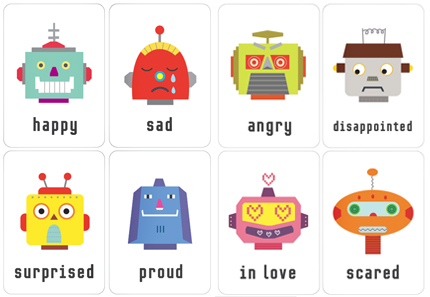 happy
sad
angry
disappointed
surprised
proud
in love
scared